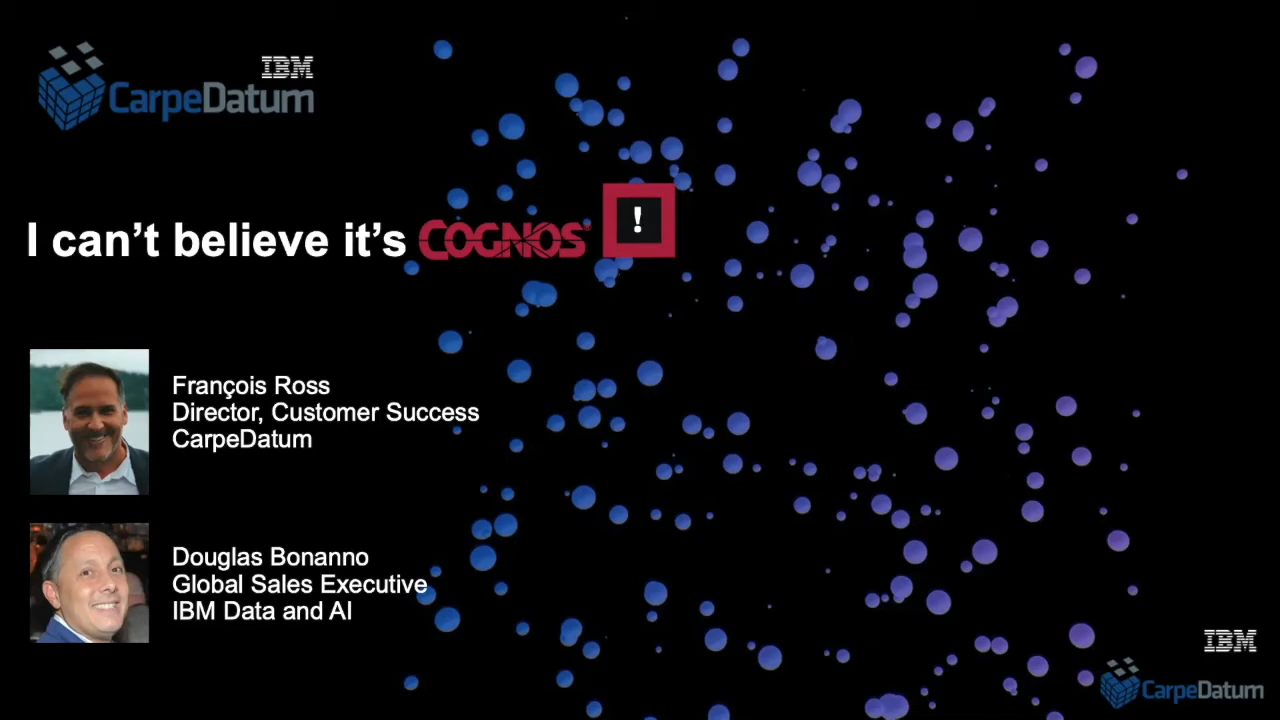 IBM
CarpeDatum
I can’t believe it’s COGNOS® !
François Ross
Director, Customer Success
CarpeDatum
Douglas Bonanno
Global Sales Executive
IBM Data and AI
IBM
CarpeDatum